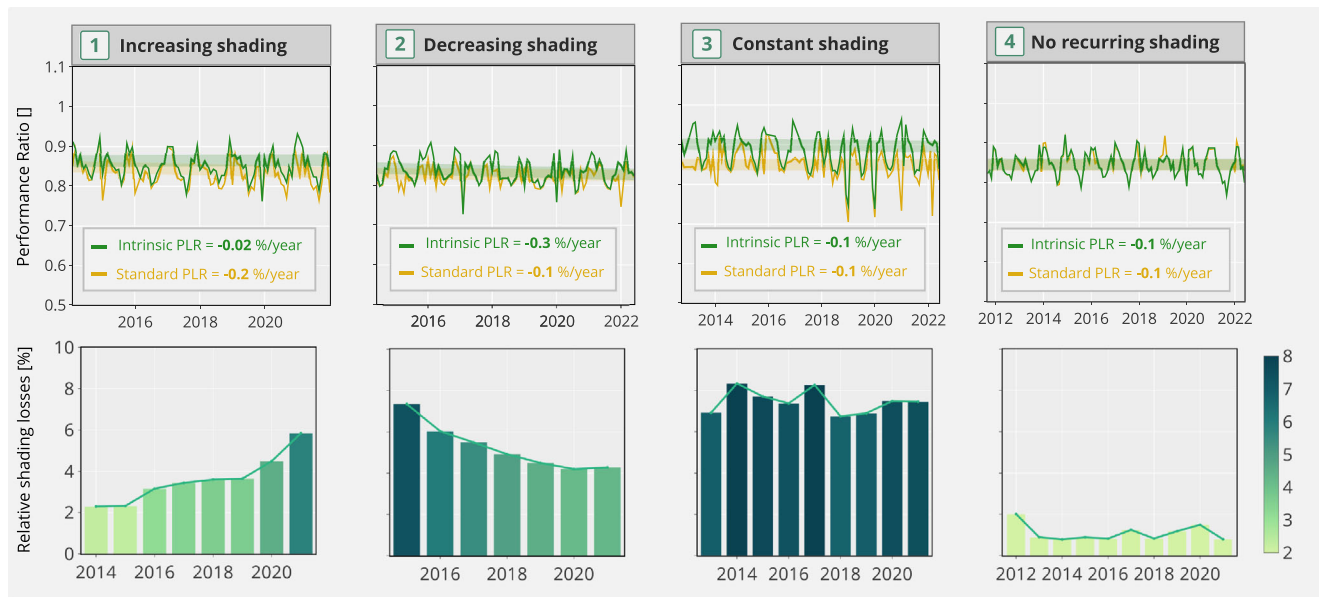 1 Increasing shading
2 Decreasing shading
3 Constant shading
4 No recurring shading
Performance Ratio []
1.1
1
0.9
0.8
0.7
0.6
0.5
Intrinsic PLR = -0.02 %/year
Standard PLR = -0.2 %/year
2016 2018 2020
Intrinsic PLR = -0.3 %/year
Standard PLR = -0.1 %/year
2016 2018 2020 2022
Intrinsic PLR = -0.1 %/year
Standard PLR = -0.1 %/year
2014 2016 2018 2020 2022
Intrinsic PLR = -0.1 %/year
Standard PLR = -0.1 %/year
2012 2014 2016 2018 2020 2022
Relative shading losses [%]
10
8
6
4
2
0
2014 2016 2018 2020
2016 2018 2020
2014 2016 2018 2020
2012 2014 2016 2018 2020
8
7
6
5
4
3
2